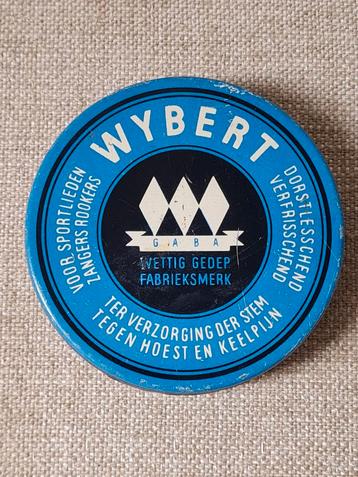 WYBERT
VOOR SPORTLIEDEN
ZANGERS ROOKERS
DORSTLESSCHEND
VERFRISSCHEND
GABA
WETTIG GEDEP
FABRIEKSMERK
TER VERZORGING DER STEM
TEGEN HOEST EN KEELPIJN